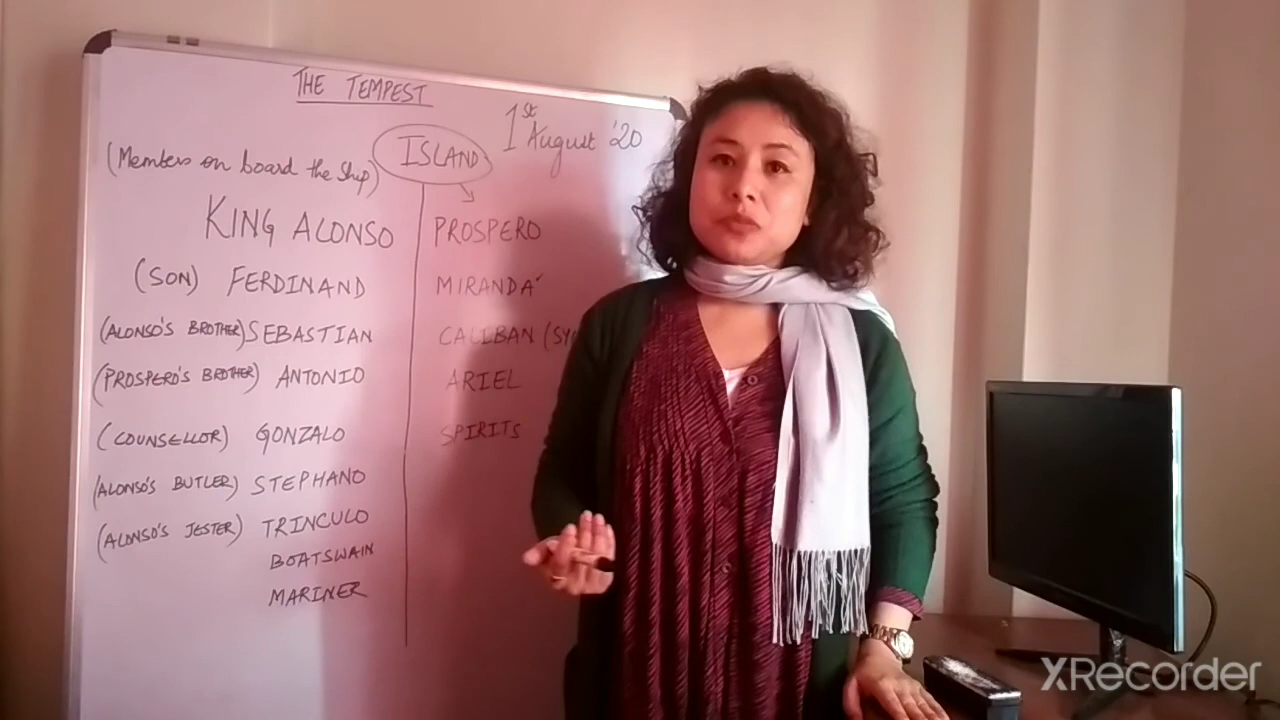 THE TEMPEST
1st August '20
(Members on board the Ship)
KING ALONSO
(SON) FERDINAND
(ALONSO'S BROTHER) SEBASTIAN
(PROSPERO'S BROTHER) ANTONIO
(COUNSELLOR) GONZALO
(ALONSO'S BUTLER) STEPHANO
(ALONSO'S JESTER) TRINCULO
BOATSWAIN
MARINER
ISLAND
PROSPERO
MIRANDA
CALIBAN
ARIEL
SPIRITS
XRecorder